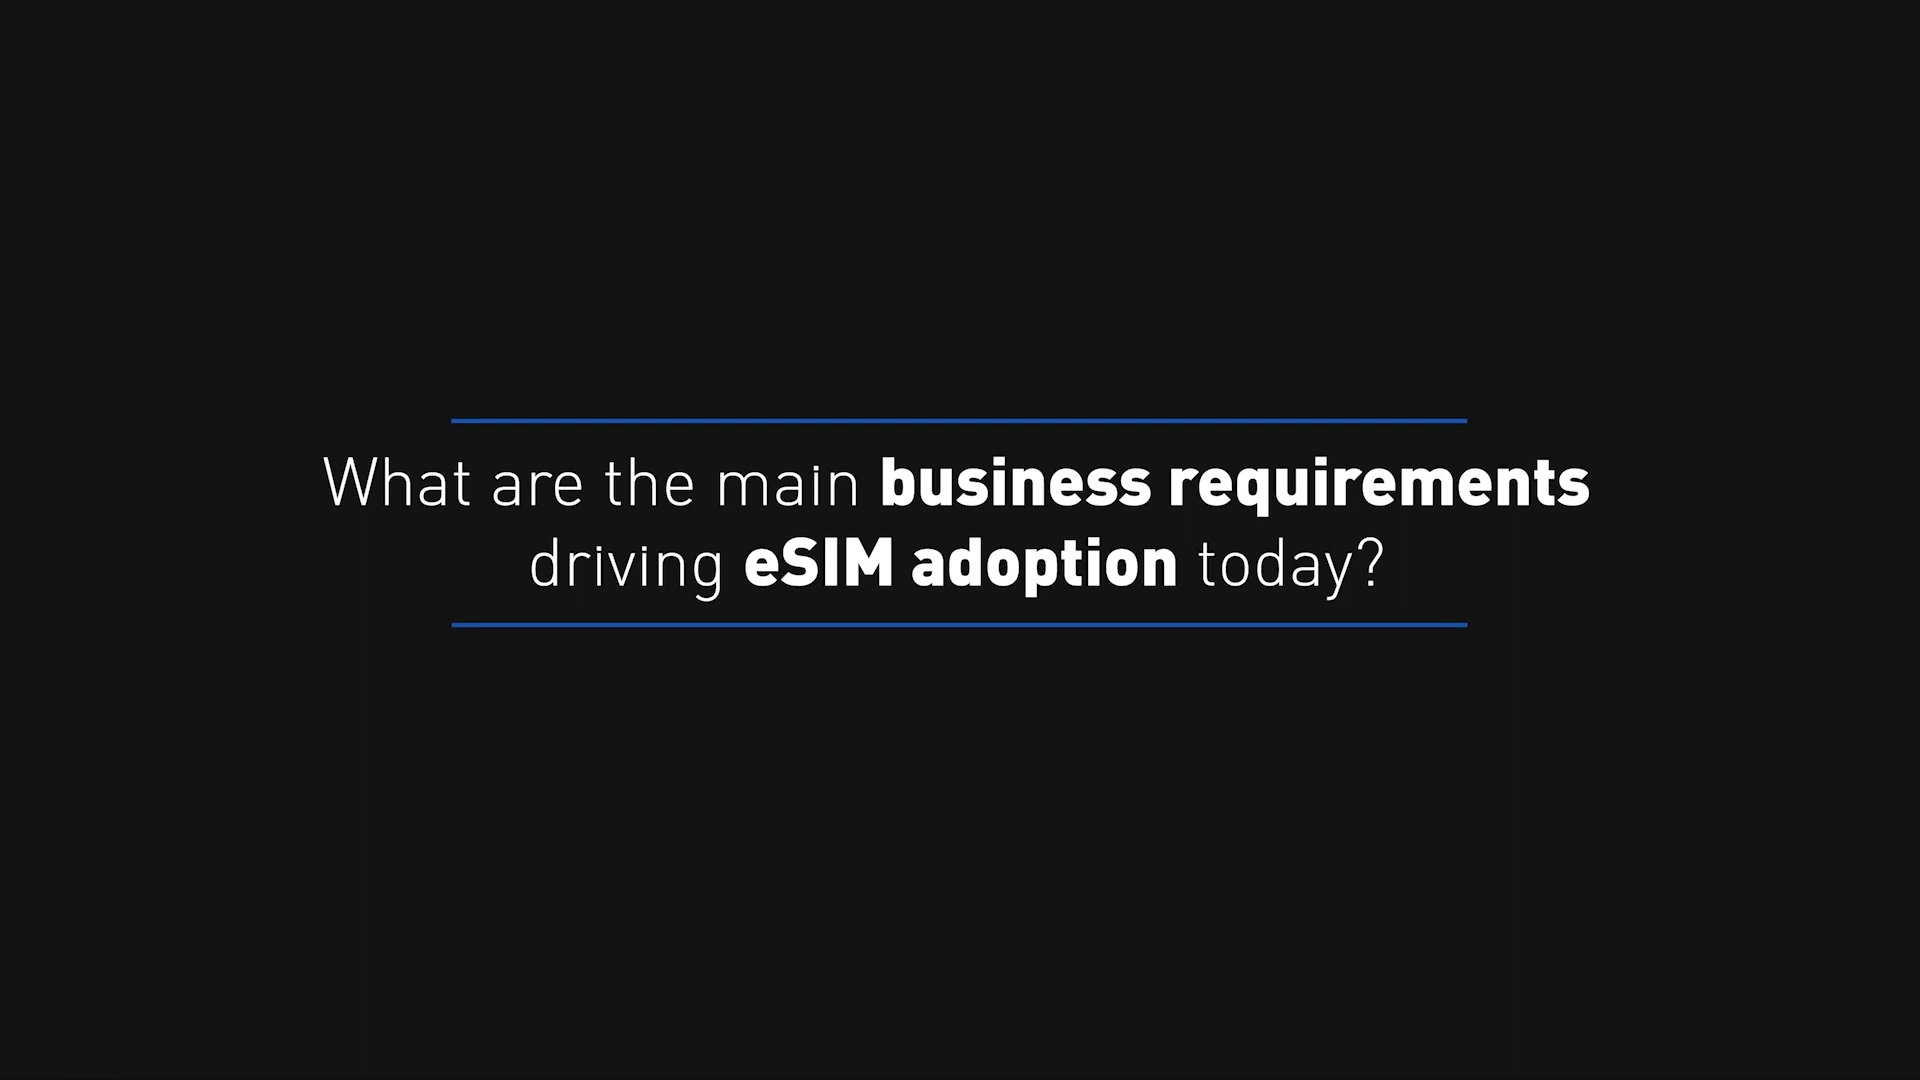 What are the main business requirements
driving eSIM adoption today?